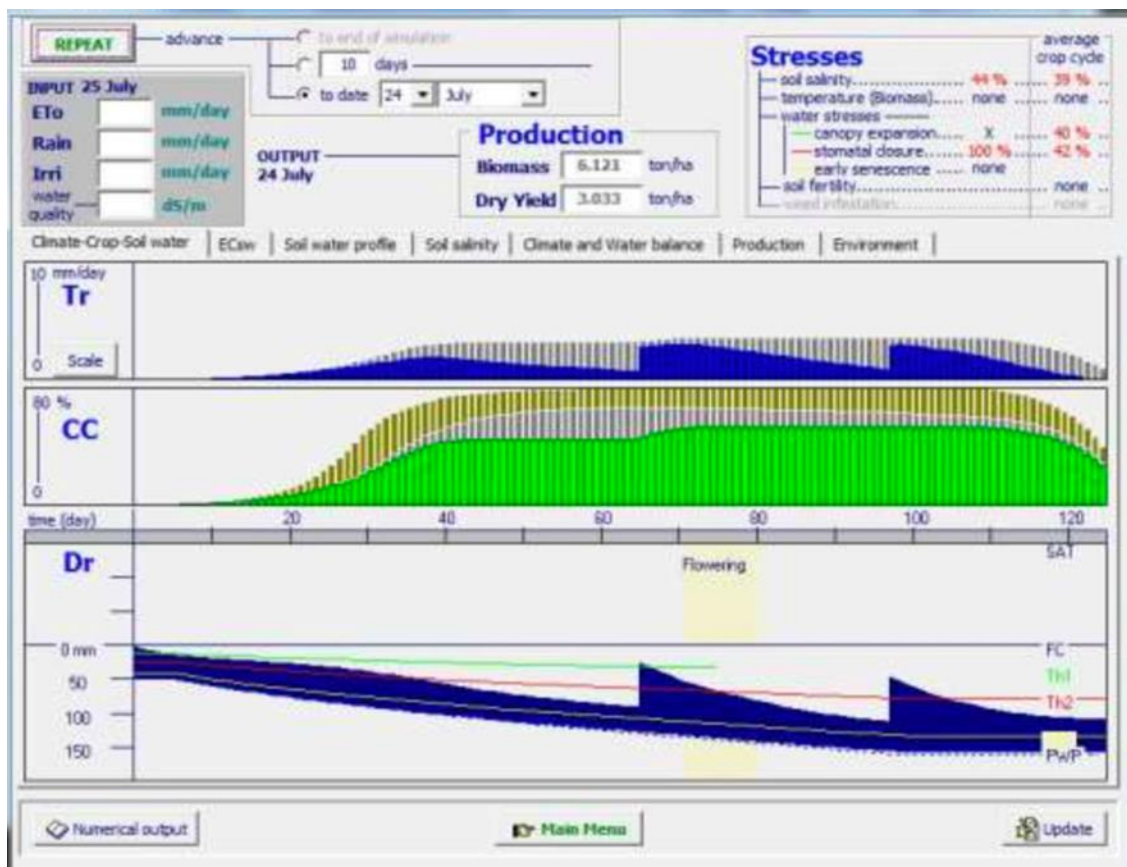 REPEAT
advance
to end of simulation
10 days
to date 24 July
INPUT 25 July
ETo mm/day
Rain mm/day
Irri mm/day
water quality dS/m
OUTPUT
24 July
Production
Biomass 6.121 ton/ha
Dry Yield 3.033 ton/ha
Stresses
average
crop cycle
soil salinity 44 % 39 %
temperature (Biomass) none none
water stresses
canopy expansion X 40 %
stomatal closure 100 % 42 %
early senescence none
soil fertility none
weed infestation
Climate-Crop-Soil water ECsw Soil water profile Soil salinity Climate and Water balance Production Environment
10 mm/day
Tr
0 Scale
80 %
CC
0
time (day) 20 40 60 80 100 120
Dr
SAT
Flowering
0 mm FC
50 Th1
Th2
100
150 PWP
Numerical output Main Menu Update